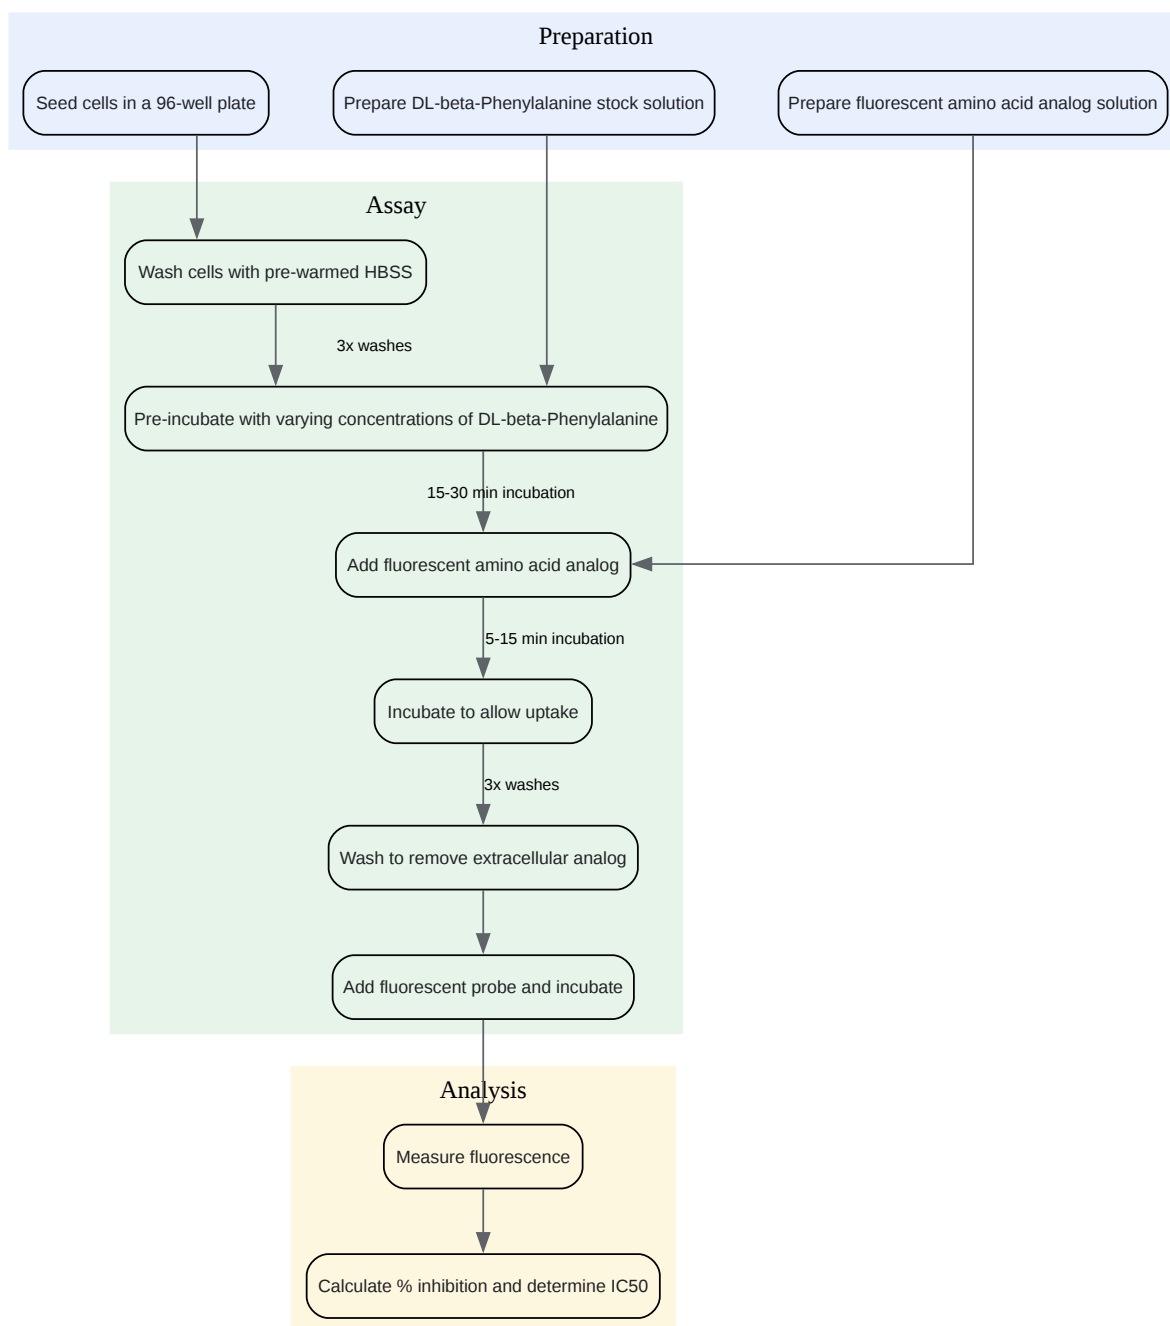 Preparation
Seed cells in a 96-well plate
Prepare DL-beta-Phenylalanine stock solution
Prepare fluorescent amino acid analog solution
Assay
Wash cells with pre-warmed HBSS
3x washes
Pre-incubate with varying concentrations of DL-beta-Phenylalanine
15-30 min incubation
Add fluorescent amino acid analog
5-15 min incubation
Incubate to allow uptake
3x washes
Wash to remove extracellular analog
Add fluorescent probe and incubate
Analysis
Measure fluorescence
Calculate % inhibition and determine IC50